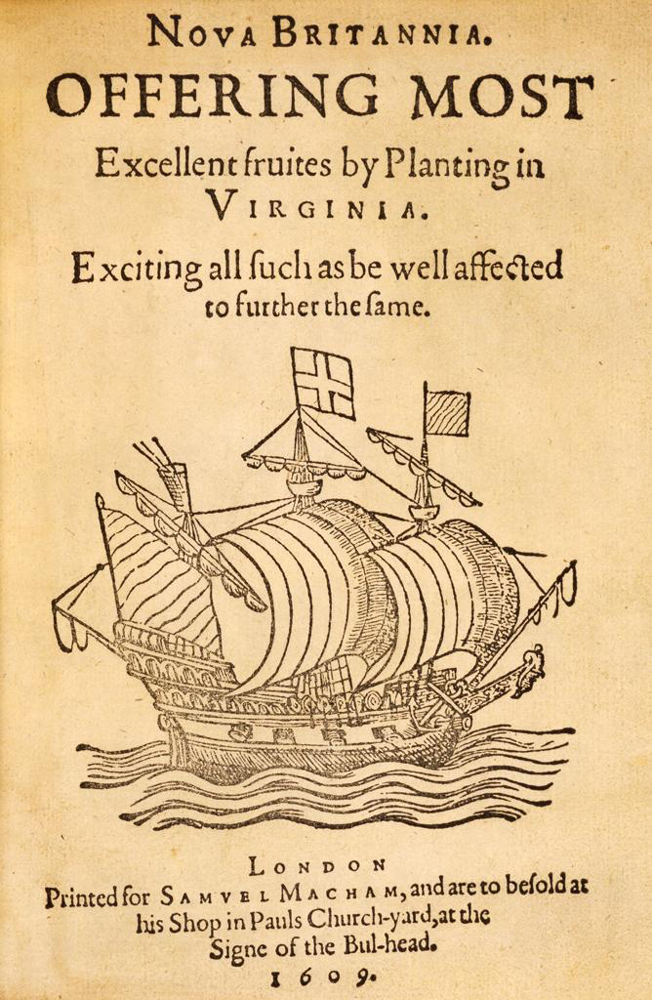 NOVA BRITANNIA.
OFFERING MOST
Excellent fruites by Planting in
VIRGINIA.
Exciting all ſuch as be well affected
to further the ſame.
LONDON
Printed for SAMVEL MACHAM, and are to beſold at
his Shop in Pauls Church-yard, at the
Signe of the Bul-head.
1609.